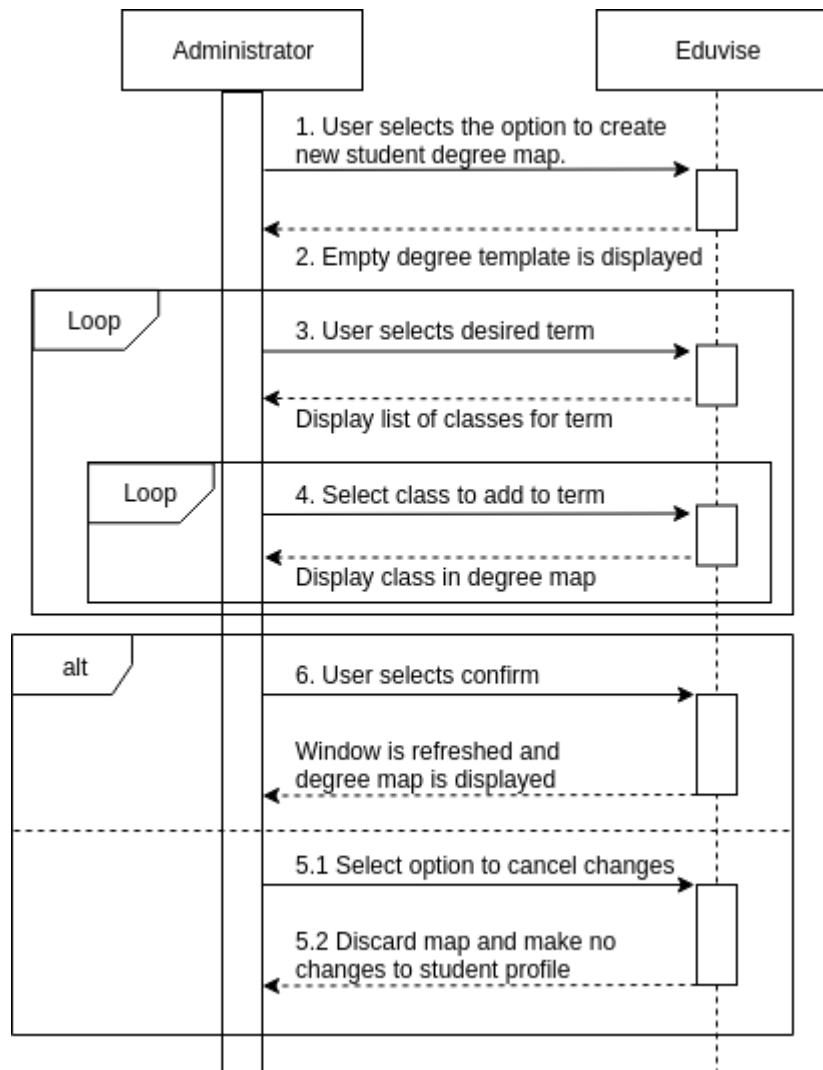 Administrator
Eduvise
1. User selects the option to create
new student degree map.
2. Empty degree template is displayed
Loop
3. User selects desired term
Display list of classes for term
Loop
4. Select class to add to term
Display class in degree map
alt
6. User selects confirm
Window is refreshed and
degree map is displayed
5.1 Select option to cancel changes
5.2 Discard map and make no
changes to student profile